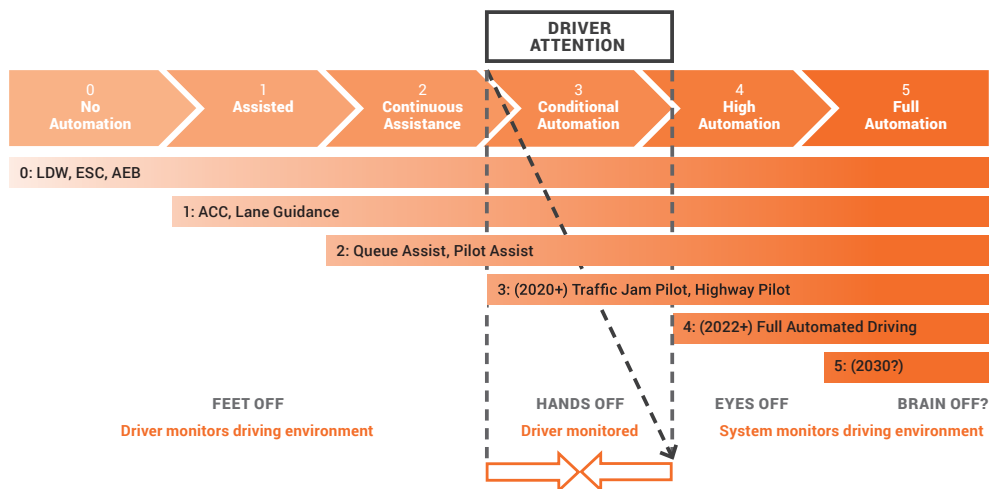 DRIVER
ATTENTION
0
No
Automation
1
Assisted
2
Continuous
Assistance
3
Conditional
Automation
4
High
Automation
5
Full
Automation
0: LDW, ESC, AEB
1: ACC, Lane Guidance
2: Queue Assist, Pilot Assist
3: (2020+) Traffic Jam Pilot, Highway Pilot
4: (2022+) Full Automated Driving
5: (2030?)
FEET OFF
Driver monitors driving environment
HANDS OFF
Driver monitored
EYES OFF
BRAIN OFF?
System monitors driving environment